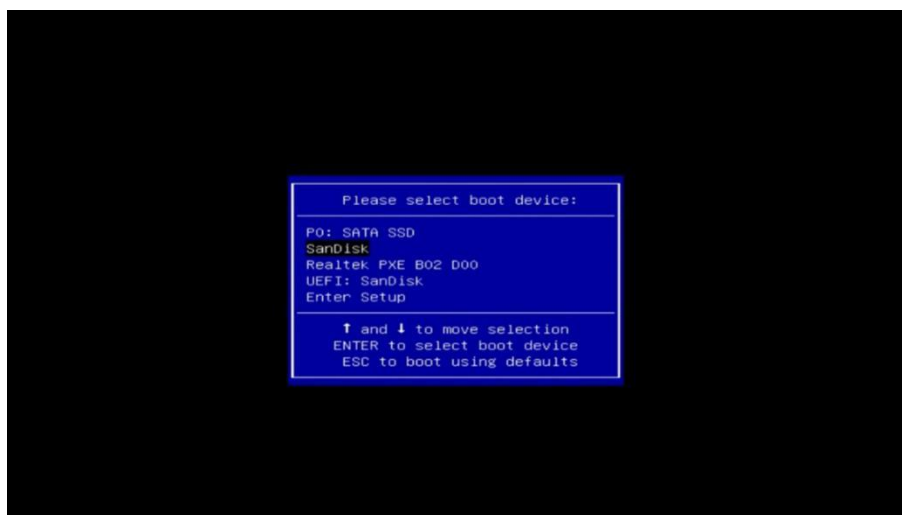 Please select boot device:
P0: SATA SSD
SanDisk
Realtek PXE B02 D00
UEFI: SanDisk
Enter Setup
↑ and ↓ to move selection
ENTER to select boot device
ESC to boot using defaults